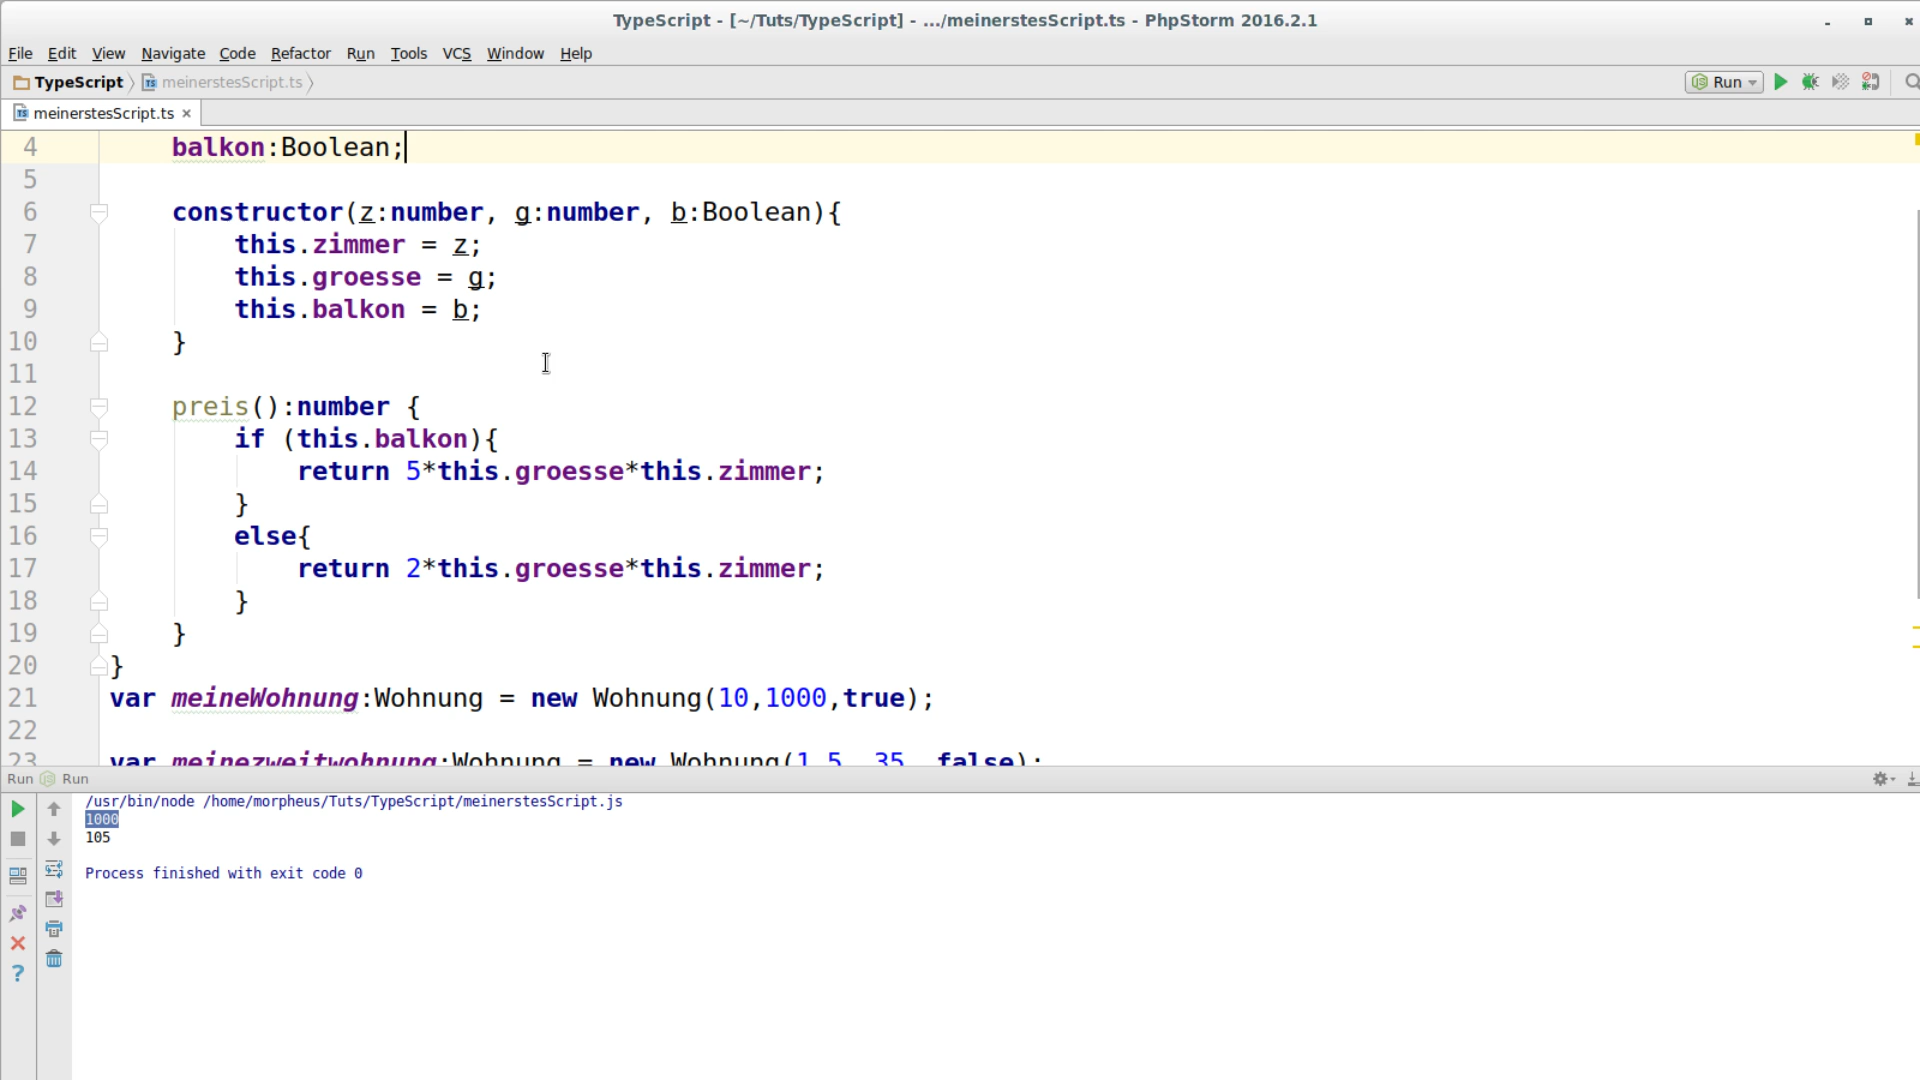 TypeScript - [~/Tuts/TypeScript] - .../meinerstesScript.ts - PhpStorm 2016.2.1
File Edit View Navigate Code Refactor Run Tools VCS Window Help
TypeScript meinerstesScript.ts Run
meinerstesScript.ts
4 balkon:Boolean;
5
6 constructor(z:number, g:number, b:Boolean){
7 this.zimmer = z;
8 this.groesse = g;
9 this.balkon = b;
10 }
11
12 preis():number {
13 if (this.balkon){
14 return 5*this.groesse*this.zimmer;
15 }
16 else{
17 return 2*this.groesse*this.zimmer;
18 }
19 }
20 }
21 var meineWohnung:Wohnung = new Wohnung(10,1000,true);
22
23 var meinezweitwohnung:Wohnung = new Wohnung(1.5, 35, false);
Run Run
/usr/bin/node /home/morpheus/Tuts/TypeScript/meinerstesScript.js
1000
105
Process finished with exit code 0